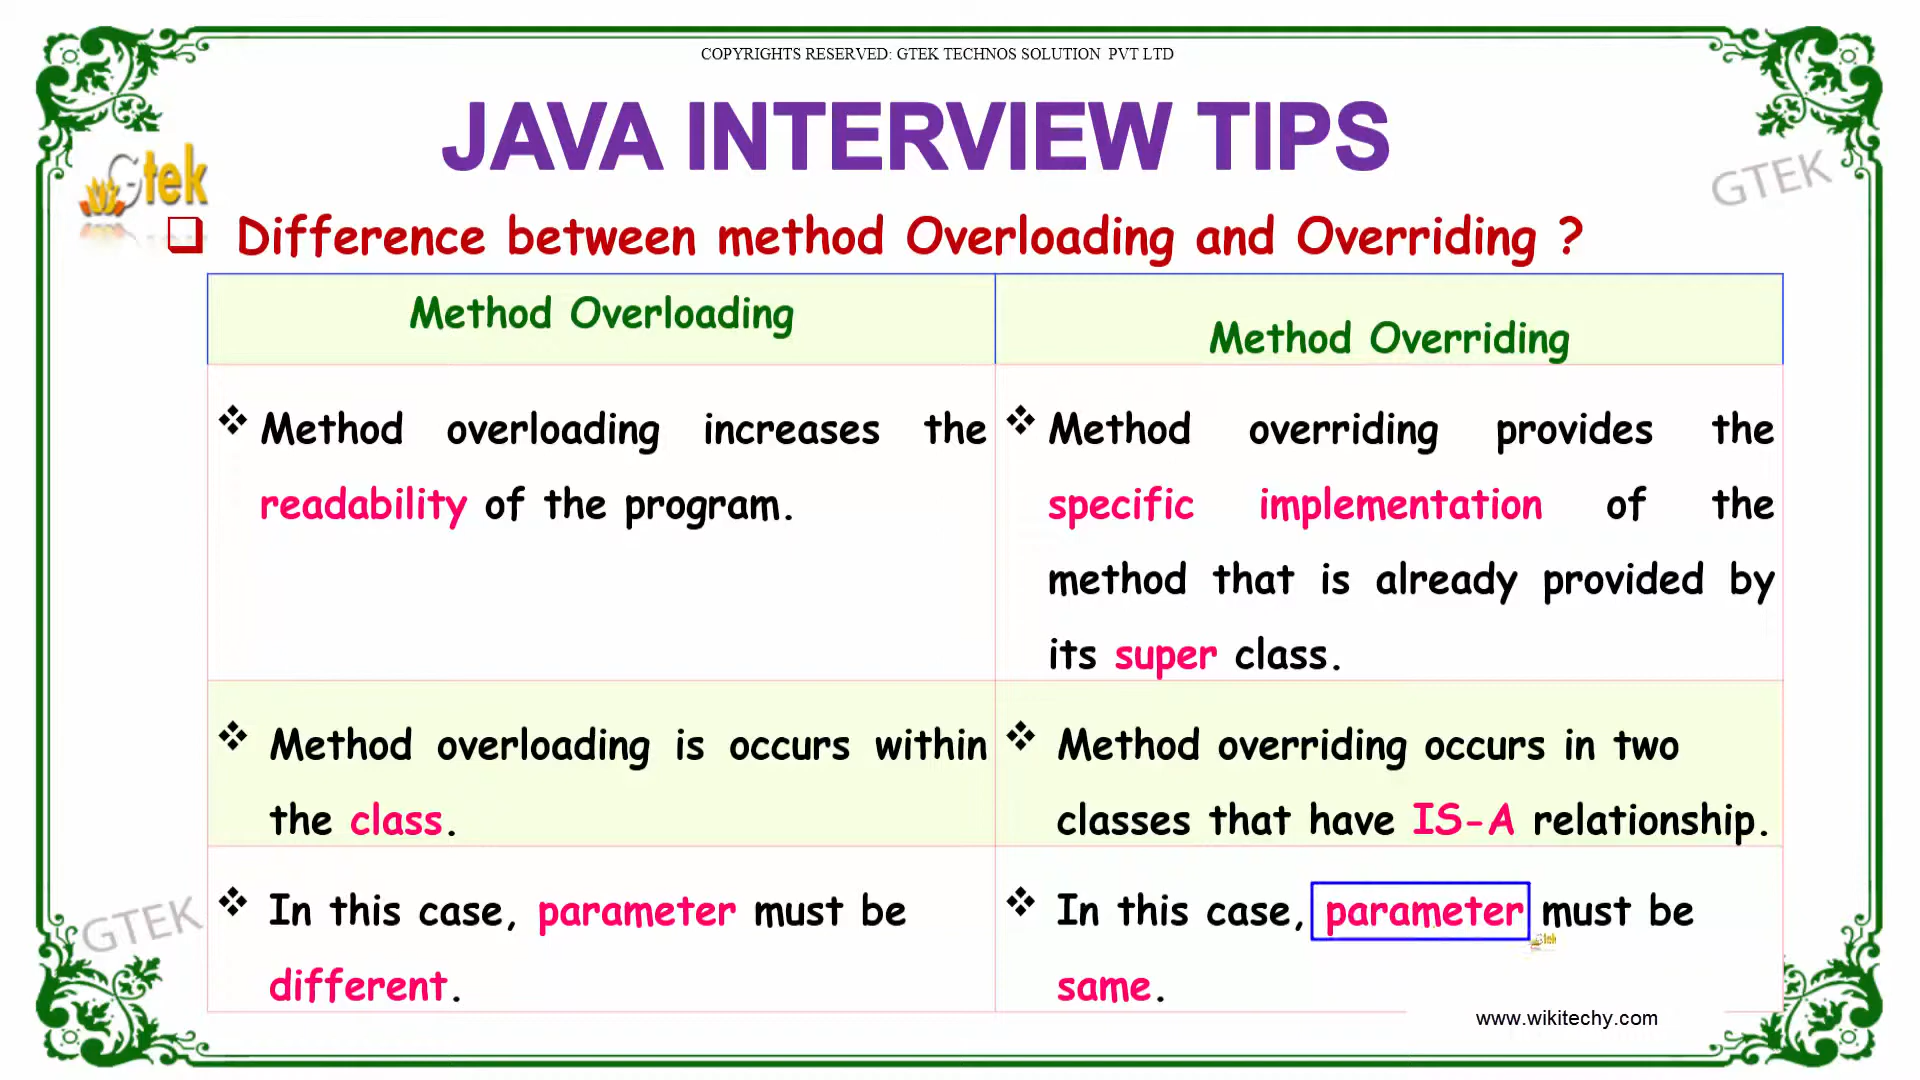 COPYRIGHTS RESERVED: GTEK TECHNOS SOLUTION PVT LTD
JAVA INTERVIEW TIPS
Gtek
GTEK
Difference between method Overloading and Overriding ?
Method Overloading
Method Overriding
Method overloading increases the
readability of the program.
Method overriding provides the
specific implementation of the
method that is already provided by
its super class.
Method overloading is occurs within
the class.
Method overriding occurs in two
classes that have IS-A relationship.
In this case, parameter must be
different.
In this case, parameter must be
same.
GTEK
Gtek
www.wikitechy.com